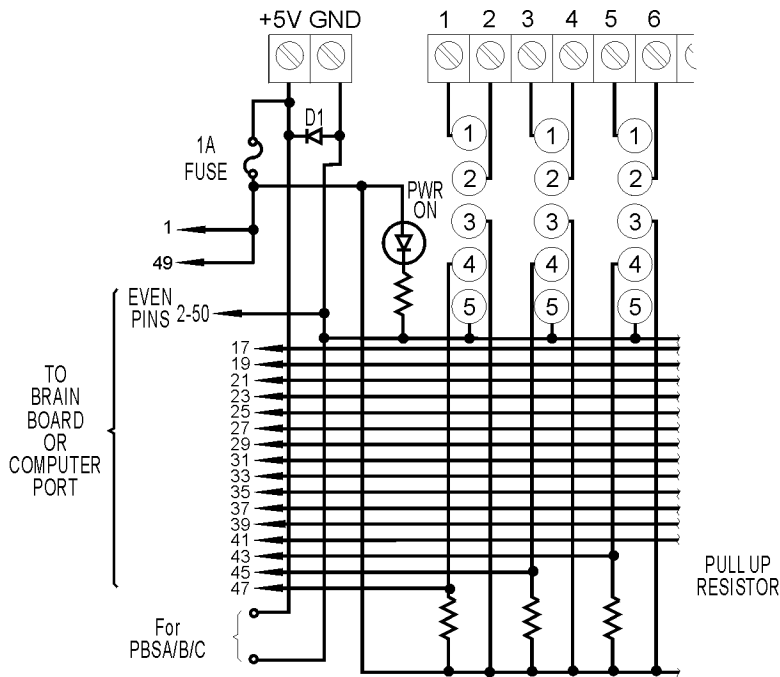 +5V GND
1 2 3 4 5 6
D1
1A
FUSE
PWR
ON
1
49
EVEN
PINS 2-50
1 1 1
2 2 2
3 3 3
4 4 4
5 5 5
TO
BRAIN
BOARD
OR
COMPUTER
PORT
17
19
21
23
25
27
29
31
33
35
37
39
41
43
45
47
PULL UP
RESISTOR
For
PBSA/B/C